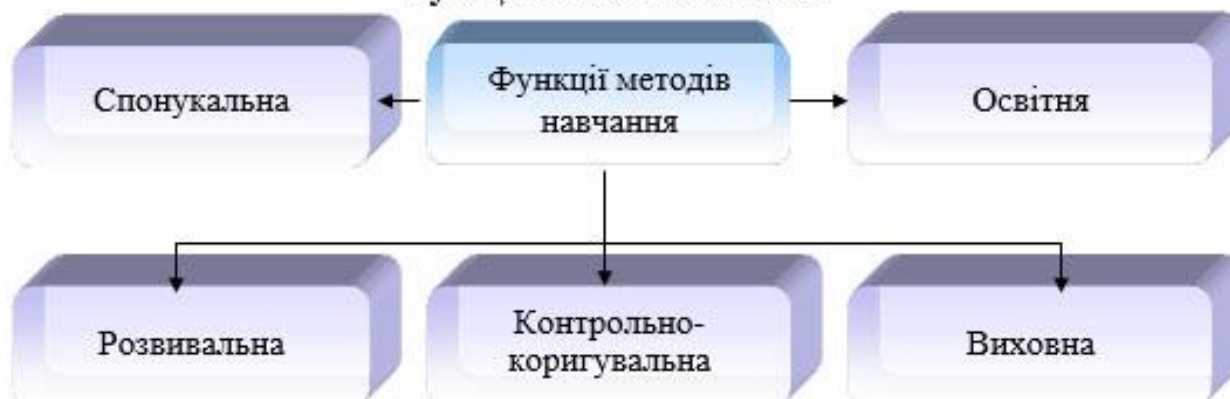 Спонукальна
Функції методів
навчання
Освітня
Розвивальна
Контрольно-
коригувальна
Виховна